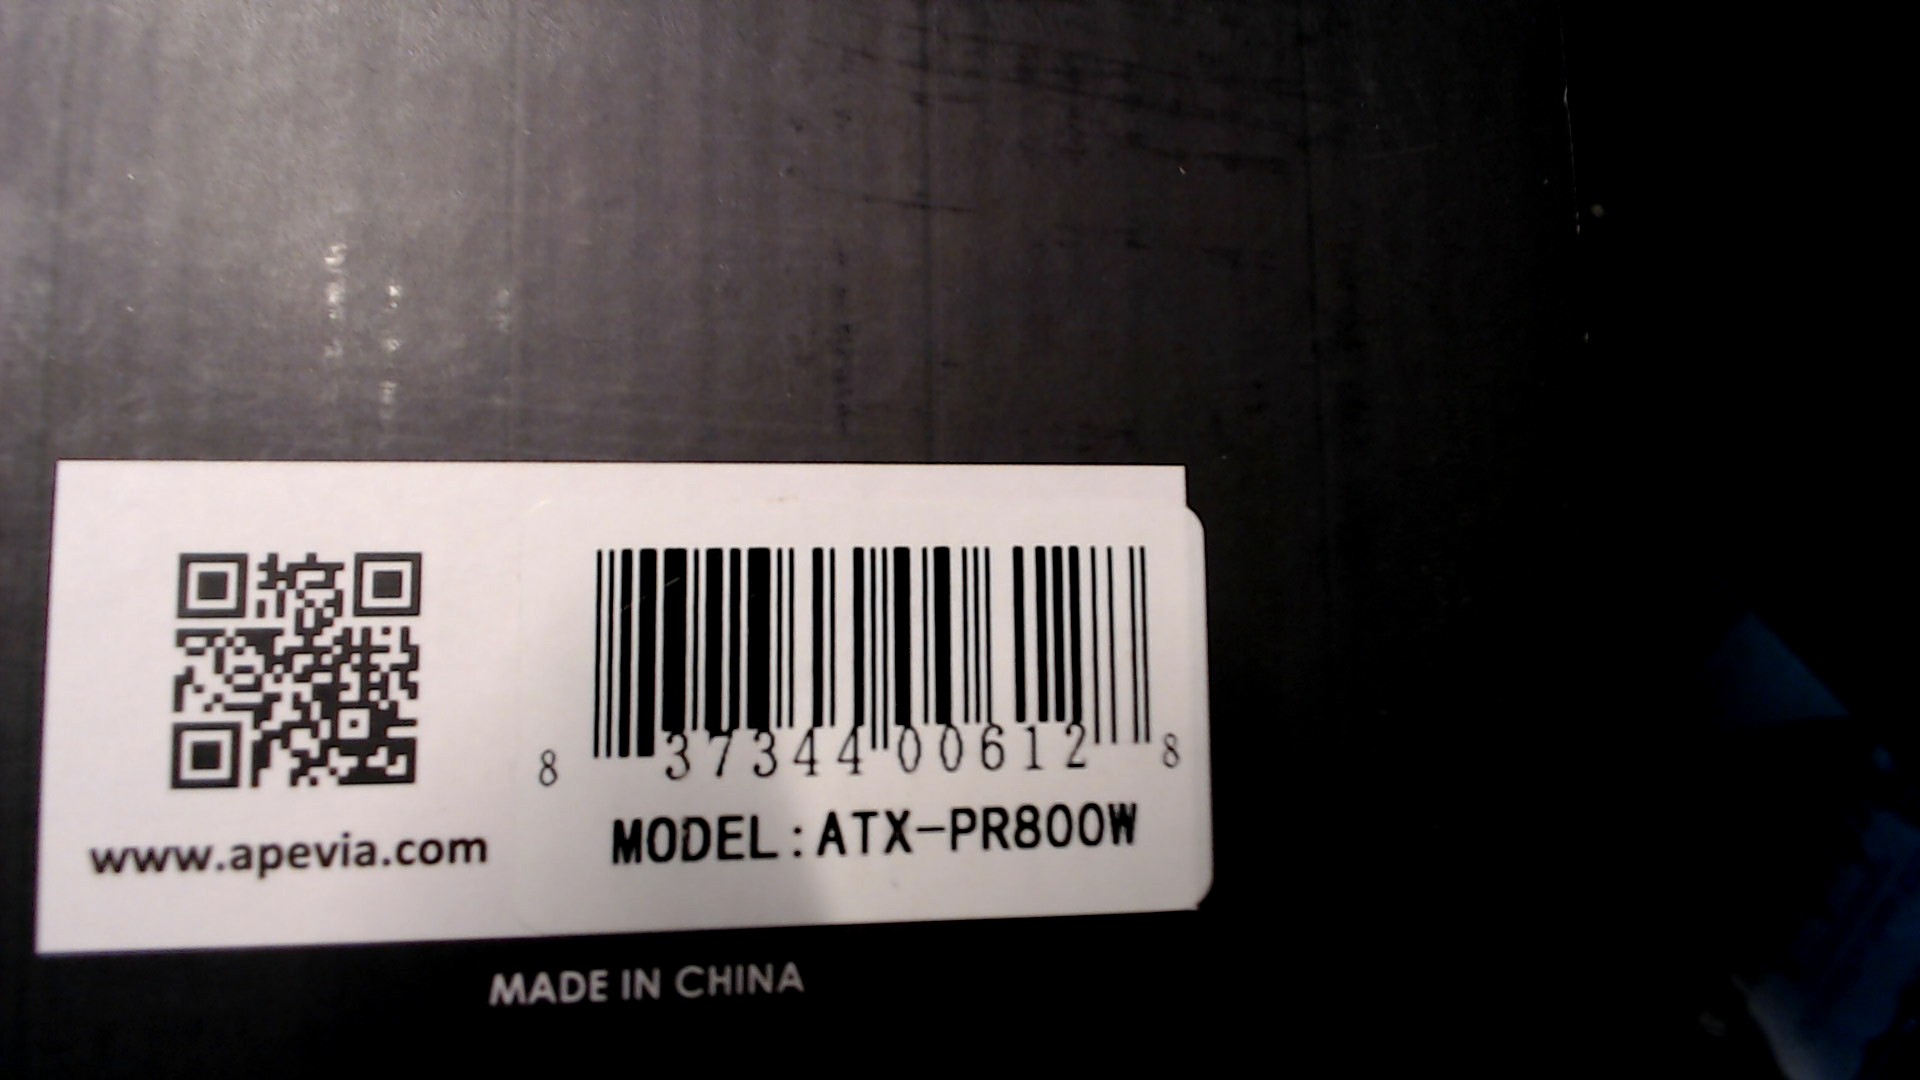 www.apevia.com
8 37344 00612 8
MODEL:ATX-PR800W
MADE IN CHINA